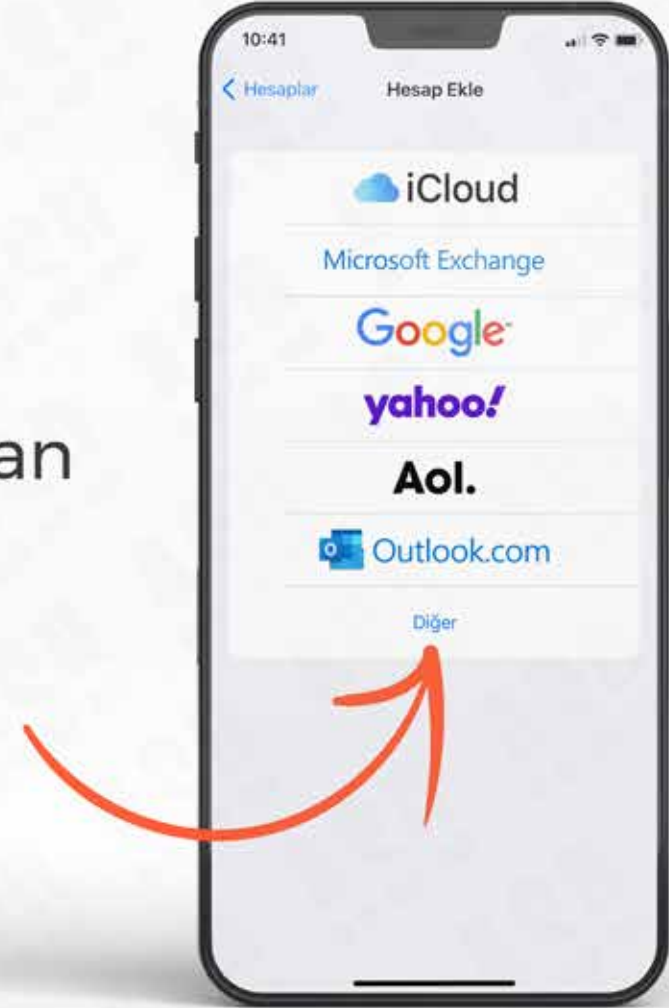 10:41
Hesaplar
Hesap Ekle
iCloud
Microsoft Exchange
Google
yahoo!
an
Aol.
Outlook.com
Diğer